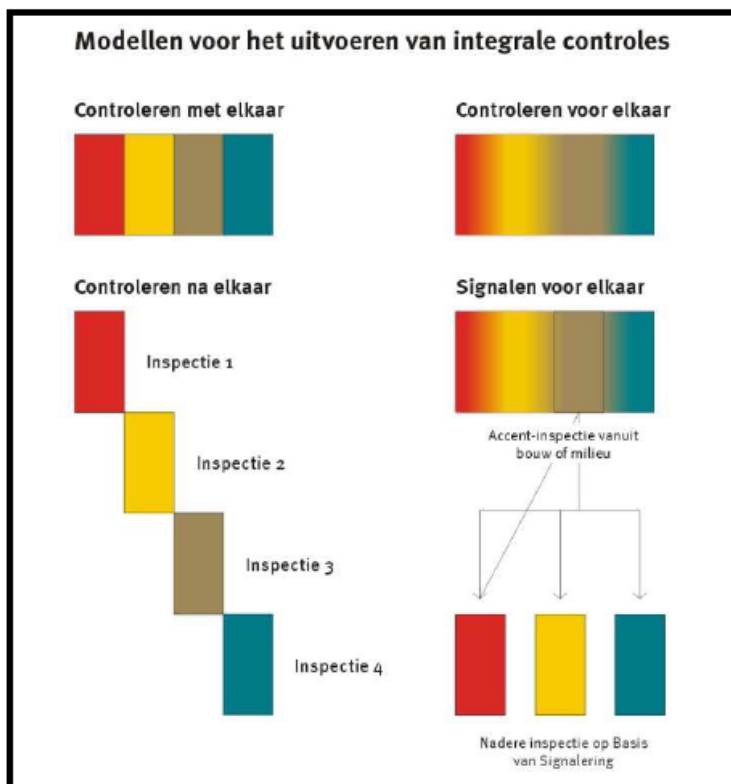 Modellen voor het uitvoeren van integrale controles
Controleren met elkaar
Controleren voor elkaar
Controleren na elkaar
Inspectie 1
Inspectie 2
Inspectie 3
Inspectie 4
Signalen voor elkaar
Accent-inspectie vanuit
bouw of milieu
Nadere inspectie op Basis
van Signalering